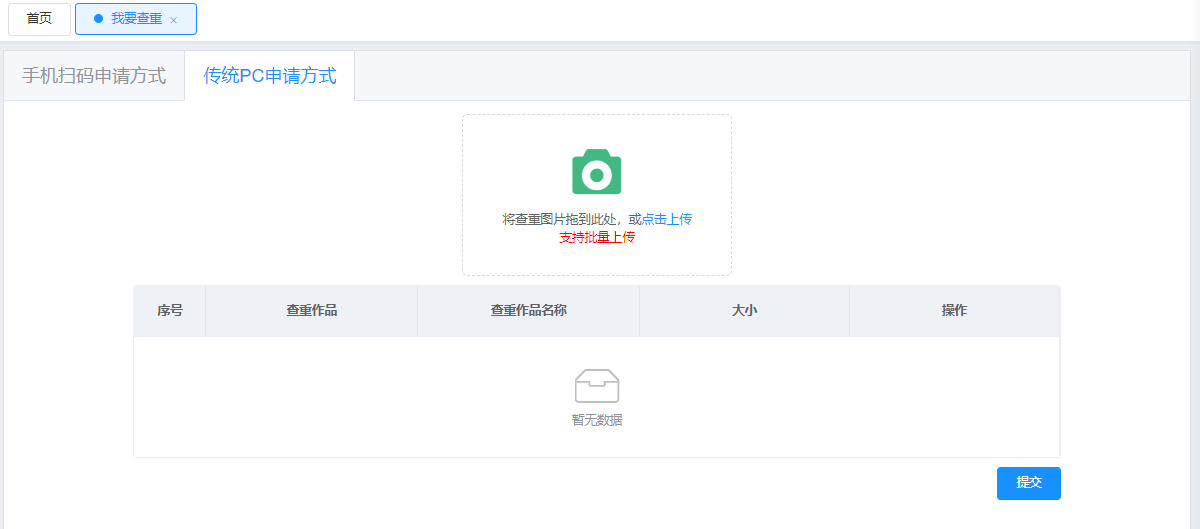 首页
我要查重 ×
手机扫码申请方式 传统PC申请方式
将查重图片拖到此处，或点击上传
支持批量上传
序号 查重作品 查重作品名称 大小 操作
暂无数据
提交